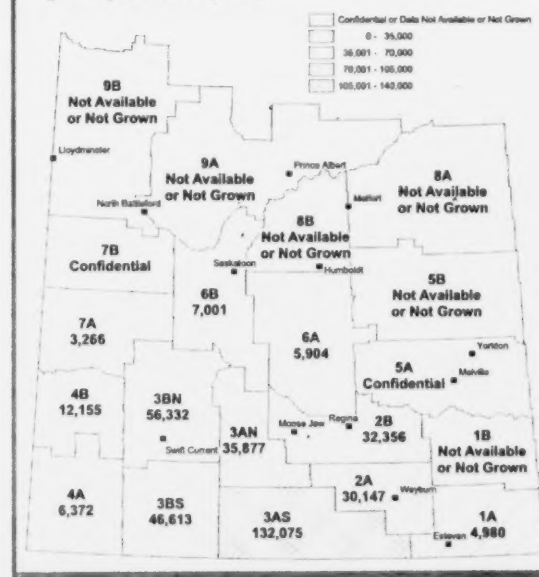 Confidential or Data Not Available or Not Grown
0 - 35,000
35,001 - 70,000
70,001 - 105,000
105,001 - 140,000
9B
Not Available
or Not Grown
Lloydminster
9A
Not Available
or Not Grown
Prince Albert
North Battleford
8A
Not Available
or Not Grown
Melfort
8B
Not Available
or Not Grown
Humboldt
7B
Confidential
Saskatoon
6B
7,001
5B
Not Available
or Not Grown
7A
3,266
6A
5,904
Yorkton
5A
Confidential
Melville
4B
12,155
3BN
56,332
Swift Current
3AN
35,877
Moose Jaw
Regina
2B
32,356
1B
Not Available
or Not Grown
4A
6,372
3BS
46,613
3AS
132,075
2A
30,147
Weyburn
1A
4,980
Estevan